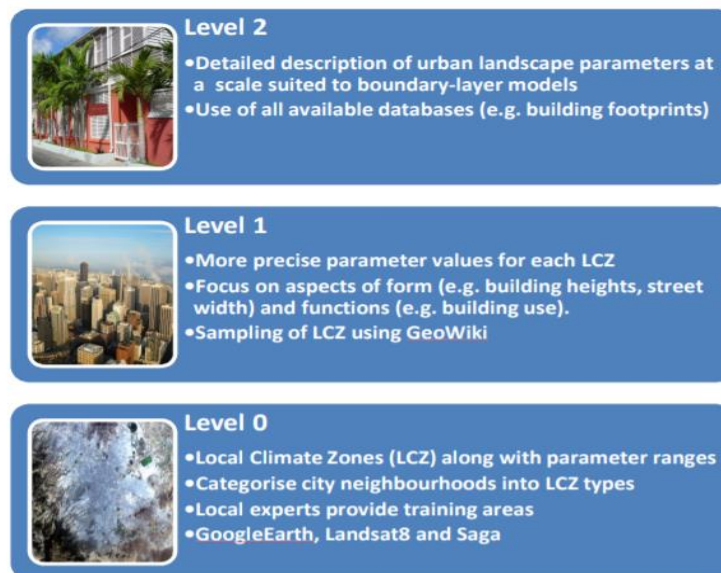 Level 2
•Detailed description of urban landscape parameters at
a scale suited to boundary-layer models
•Use of all available databases (e.g. building footprints)
Level 1
•More precise parameter values for each LCZ
•Focus on aspects of form (e.g. building heights, street
width) and functions (e.g. building use).
•Sampling of LCZ using GeoWiki
Level 0
•Local Climate Zones (LCZ) along with parameter ranges
•Categorise city neighbourhoods into LCZ types
•Local experts provide training areas
•GoogleEarth, Landsat8 and Saga